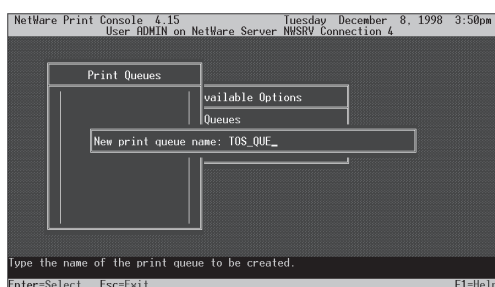 NetWare Print Console 4.15 Tuesday December 8, 1998 3:50pm
User ADMIN on NetWare Server NWSRV Connection 4
Print Queues
vailable Options
Queues
New print queue name: TOS_QUE_
Type the name of the print queue to be created.
Enter=Select Esc=Exit F1=Help